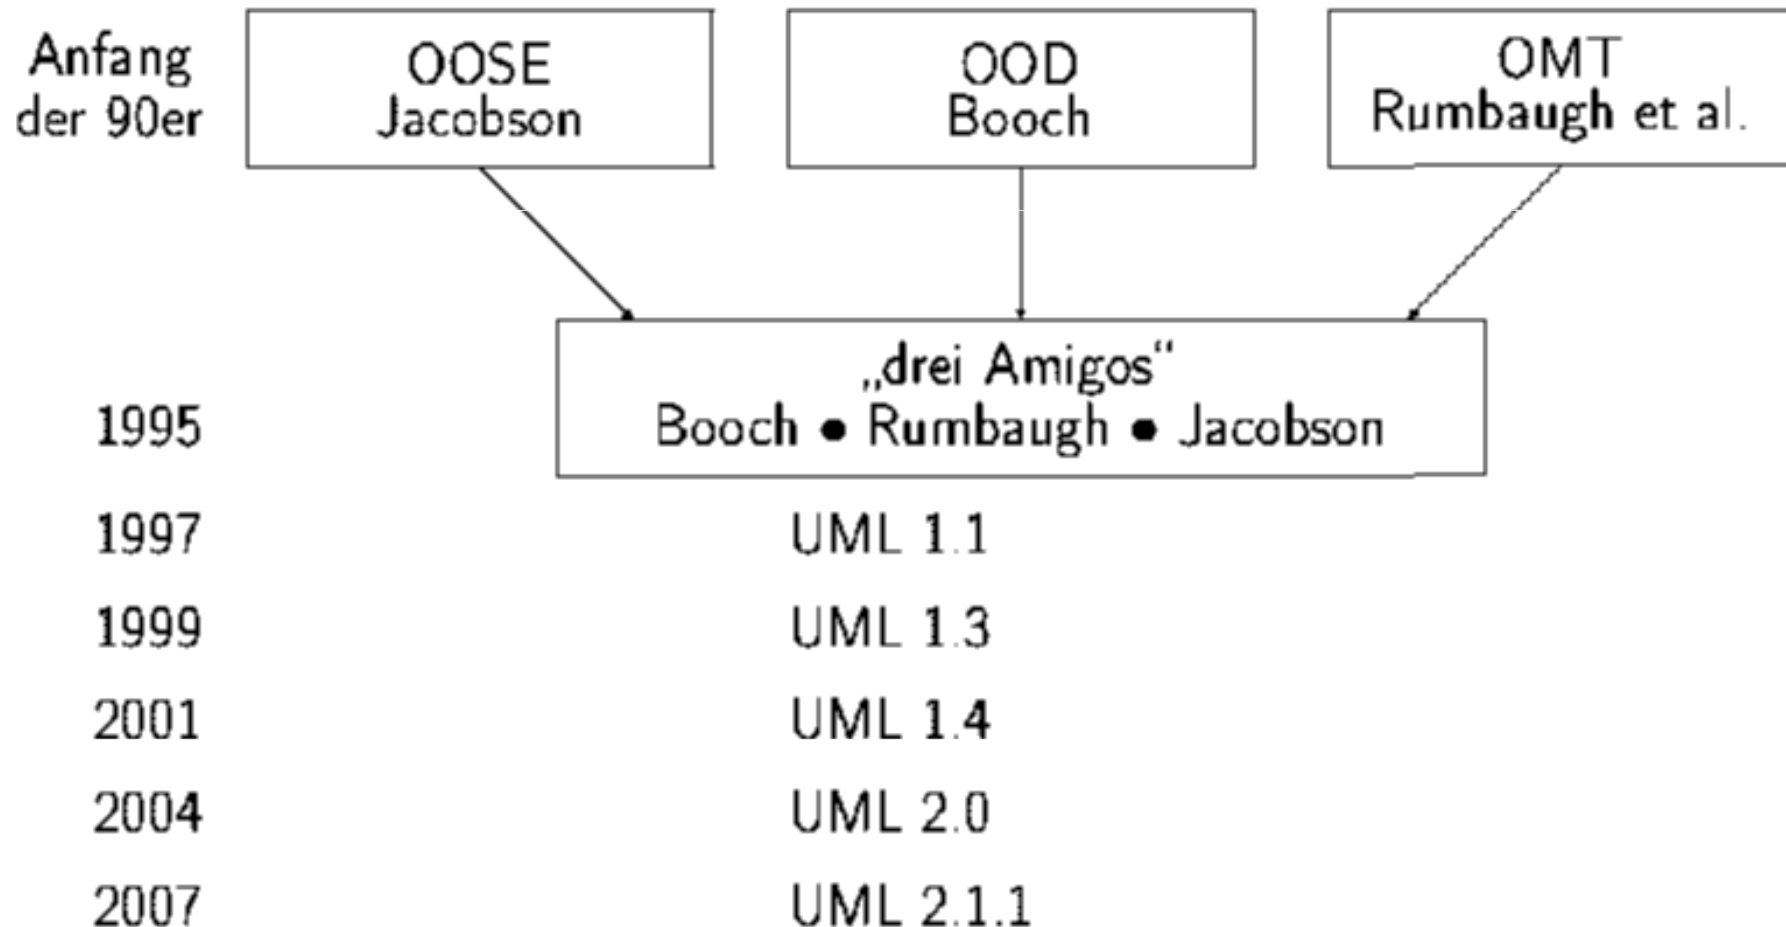 Anfang
der 90er
OOSE
Jacobson
OOD
Booch
OMT
Rumbaugh et al.
„drei Amigos“
1995
Booch • Rumbaugh • Jacobson
1997 UML 1.1
1999 UML 1.3
2001 UML 1.4
2004 UML 2.0
2007 UML 2.1.1